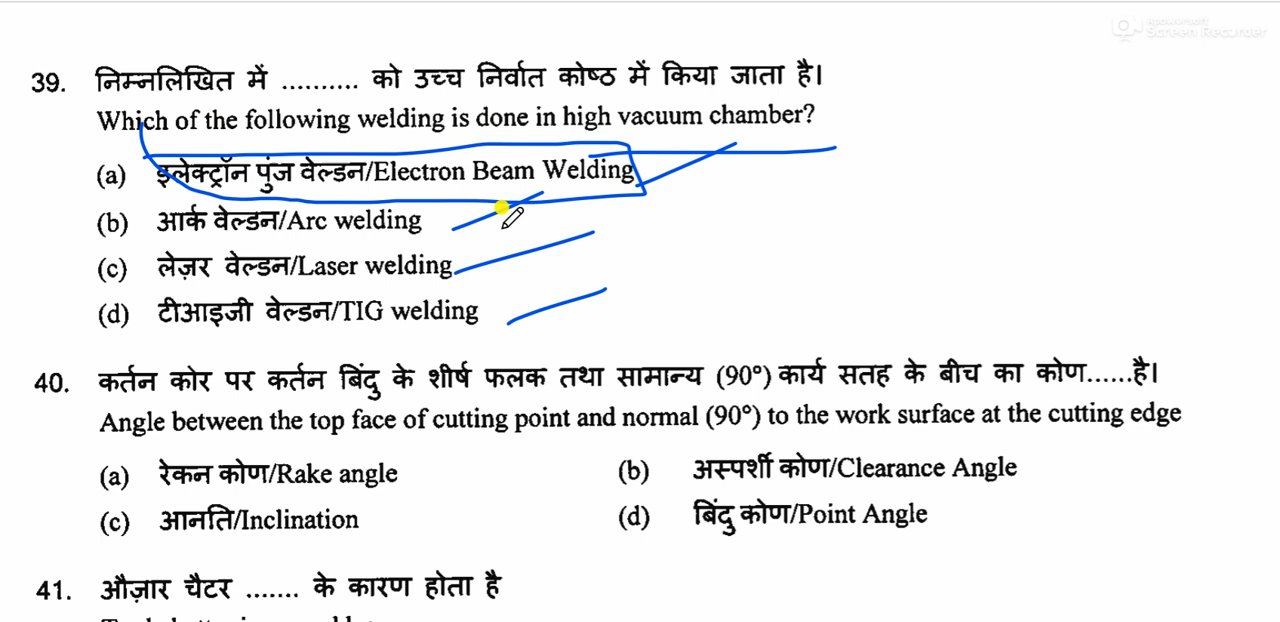 Apowersoft
Screen Recorder
39. निम्नलिखित में .......... को उच्च निर्वात कोष्ठ में किया जाता है।
Which of the following welding is done in high vacuum chamber?
(a) इलेक्ट्रॉन पुंज वेल्डन/Electron Beam Welding
(b) आर्क वेल्डन/Arc welding
(c) लेज़र वेल्डन/Laser welding
(d) टीआइजी वेल्डन/TIG welding
40. कर्तन कोर पर कर्तन बिंदु के शीर्ष फलक तथा सामान्य (90°) कार्य सतह के बीच का कोण......है।
Angle between the top face of cutting point and normal (90°) to the work surface at the cutting edge
(a) रेकन कोण/Rake angle (b) अस्पर्शी कोण/Clearance Angle
(c) आनति/Inclination (d) बिंदु कोण/Point Angle
41. औज़ार चैटर ....... के कारण होता है